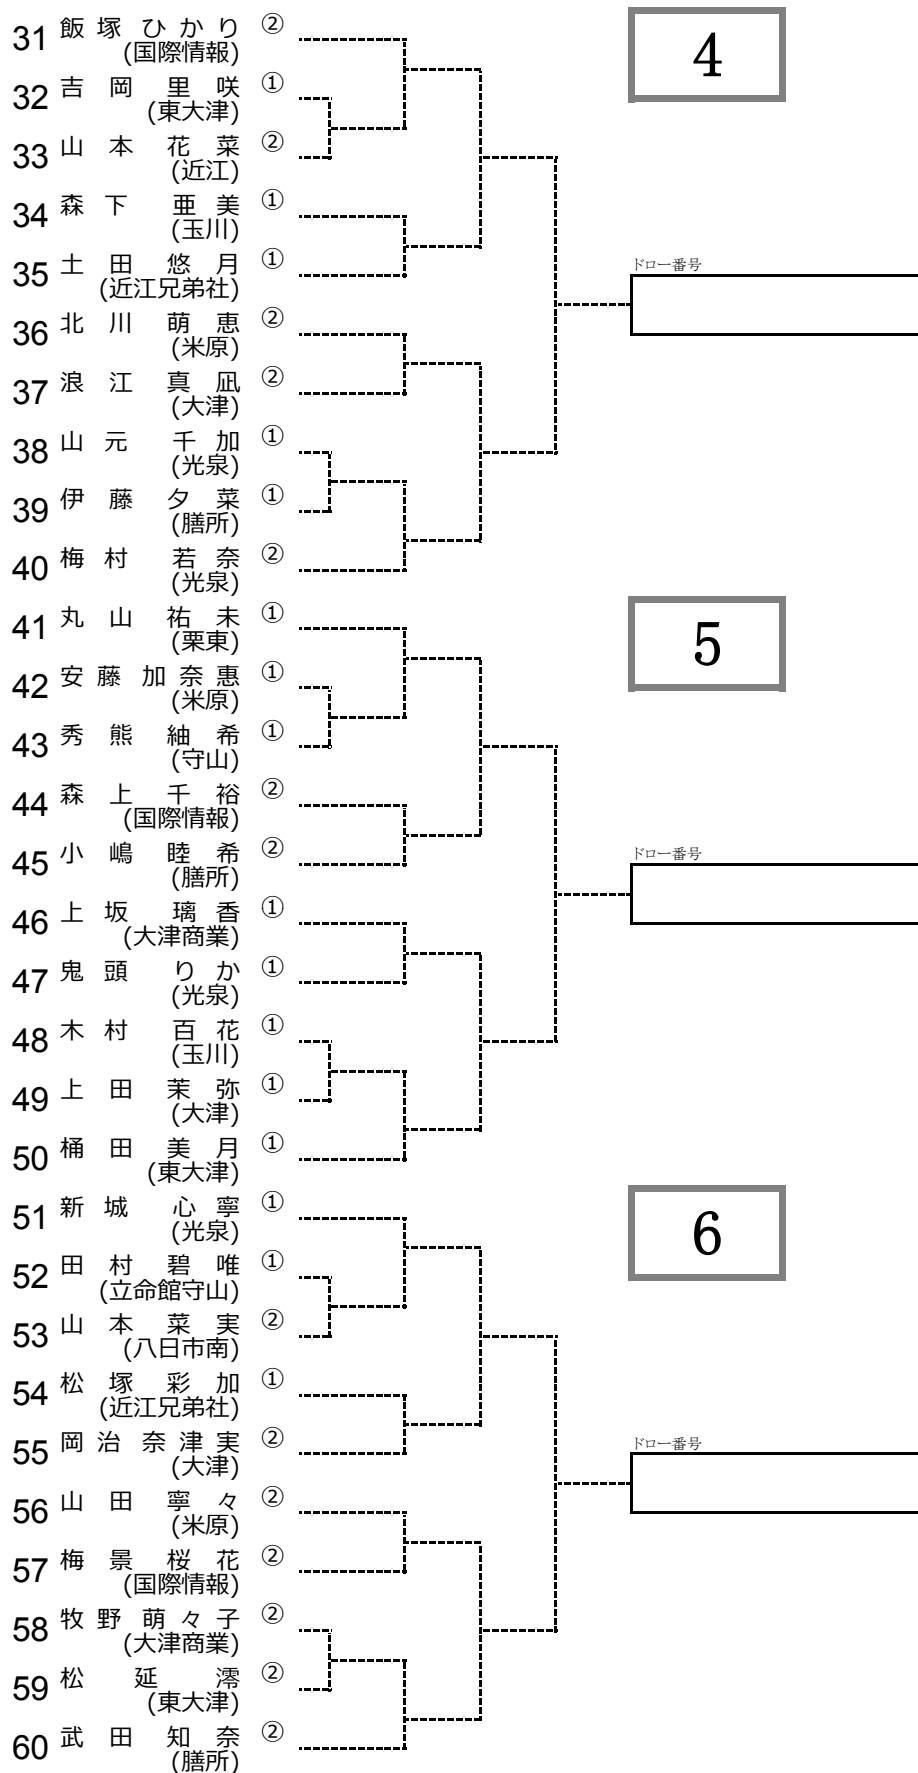 31 飯塚ひかり ②
(国際情報)
4
32 吉岡里咲 ①
(東大津)
33 山本花菜 ②
(近江)
34 森下亜美 ①
(玉川)
35 土田悠月 ①
(近江兄弟社)
ドロー番号
36 北川萌恵 ②
(米原)
37 浪江真凪 ②
(大津)
38 山元千加 ①
(光泉)
39 伊藤夕菜 ①
(膳所)
40 梅村若奈 ②
(光泉)
41 丸山祐未 ①
(栗東)
5
42 安藤加奈惠 ①
(米原)
43 秀熊紬希 ①
(守山)
44 森上千裕 ②
(国際情報)
45 小嶋睦希 ②
(膳所)
ドロー番号
46 上坂璃香 ①
(大津商業)
47 鬼頭りか ①
(光泉)
48 木村百花 ①
(玉川)
49 上田茉弥 ①
(大津)
50 桶田美月 ①
(東大津)
51 新城心寧 ①
(光泉)
6
52 田村碧唯 ①
(立命館守山)
53 山本菜実 ②
(八日市南)
54 松塚彩加 ①
(近江兄弟社)
55 岡治奈津実 ②
(大津)
ドロー番号
56 山田寧々 ②
(米原)
57 梅景桜花 ②
(国際情報)
58 牧野萌々子 ②
(大津商業)
59 松延澪 ②
(東大津)
60 武田知奈 ②
(膳所)